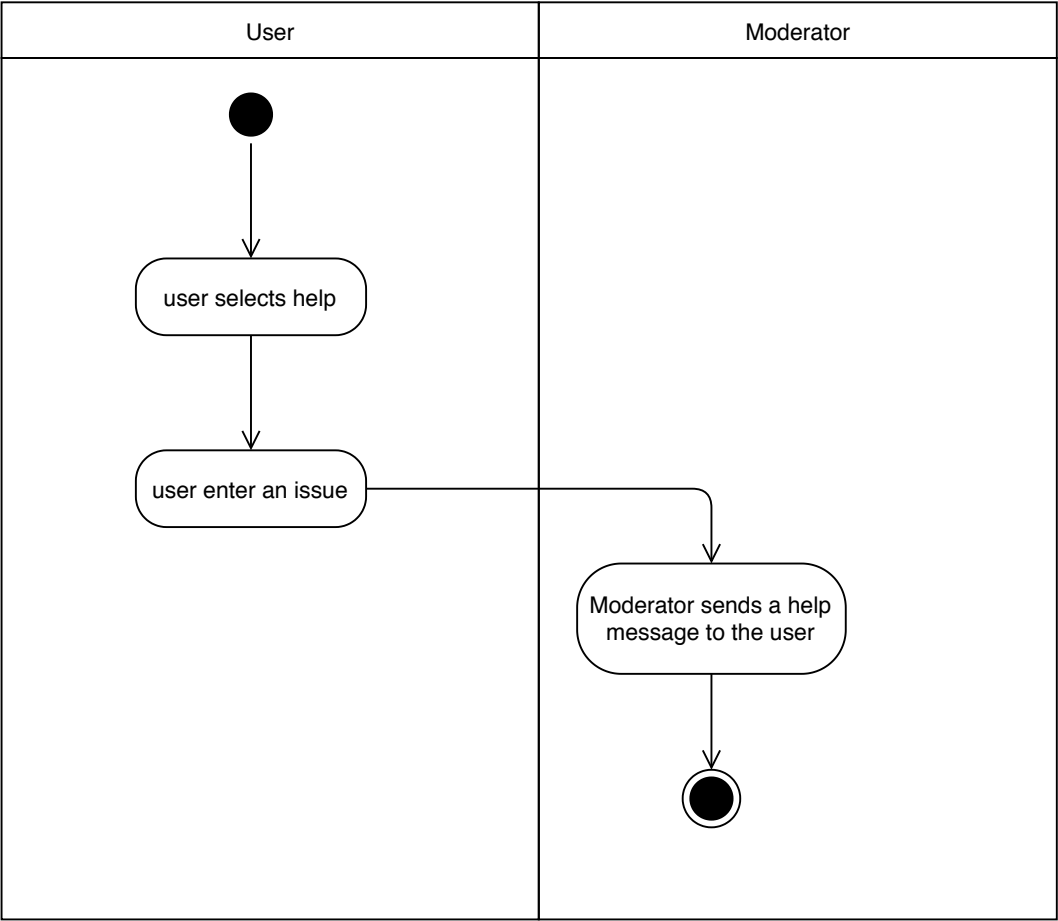 User
Moderator
user selects help
user enter an issue
Moderator sends a help
message to the user